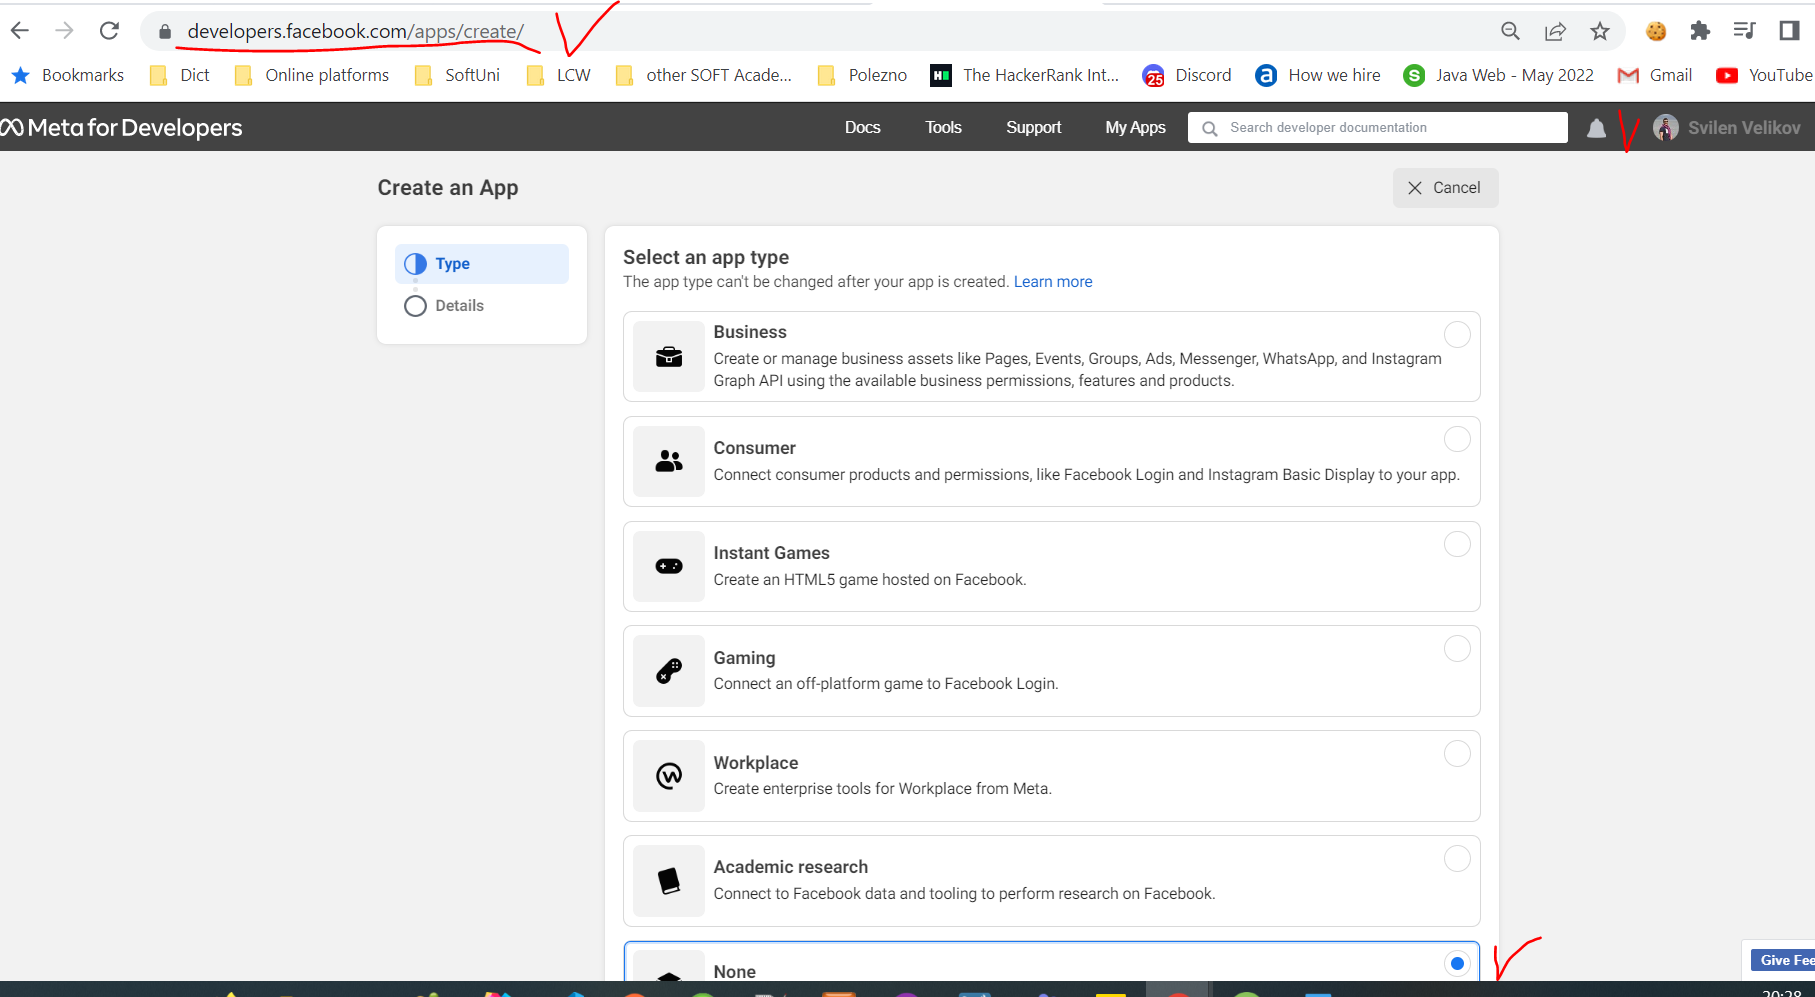 developers.facebook.com/apps/create/
Bookmarks Dict Online platforms SoftUni LCW other SOFT Acade... Polezno The HackerRank Int... 25 Discord How we hire Java Web - May 2022 Gmail YouTube
Meta for Developers Docs Tools Support My Apps Search developer documentation Svilen Velikov
Create an App Cancel
Type
Details
Select an app type
The app type can't be changed after your app is created. Learn more
Business
Create or manage business assets like Pages, Events, Groups, Ads, Messenger, WhatsApp, and Instagram
Graph API using the available business permissions, features and products.
Consumer
Connect consumer products and permissions, like Facebook Login and Instagram Basic Display to your app.
Instant Games
Create an HTML5 game hosted on Facebook.
Gaming
Connect an off-platform game to Facebook Login.
Workplace
Create enterprise tools for Workplace from Meta.
Academic research
Connect to Facebook data and tooling to perform research on Facebook.
None
Give Fee
20:28